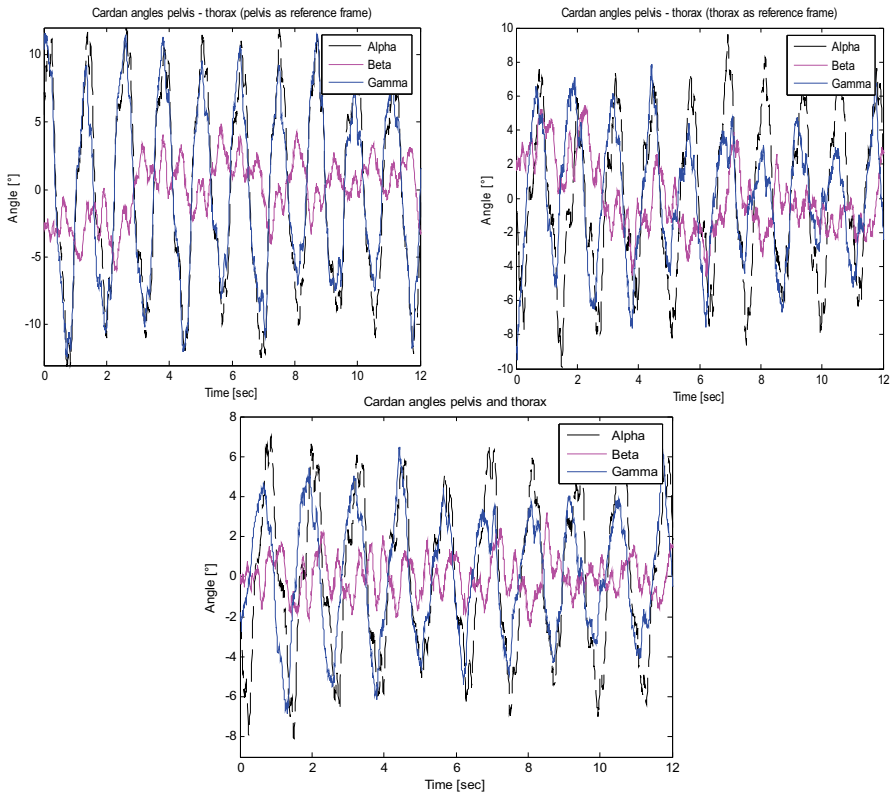 Cardan angles pelvis - thorax (pelvis as reference frame)
Angle [°]
10
5
0
-5
-10
Alpha
Beta
Gamma
0
2
4
6
8
10
12
Time [sec]
Cardan angles pelvis - thorax (thorax as reference frame)
Angle [°]
10
8
6
4
2
0
-2
-4
-6
-8
-10
Alpha
Beta
Gamma
0
2
4
6
8
10
12
Time [sec]
Cardan angles pelvis and thorax
Angle [°]
8
6
4
2
0
-2
-4
-6
-8
Alpha
Beta
Gamma
0
2
4
6
8
10
12
Time [sec]